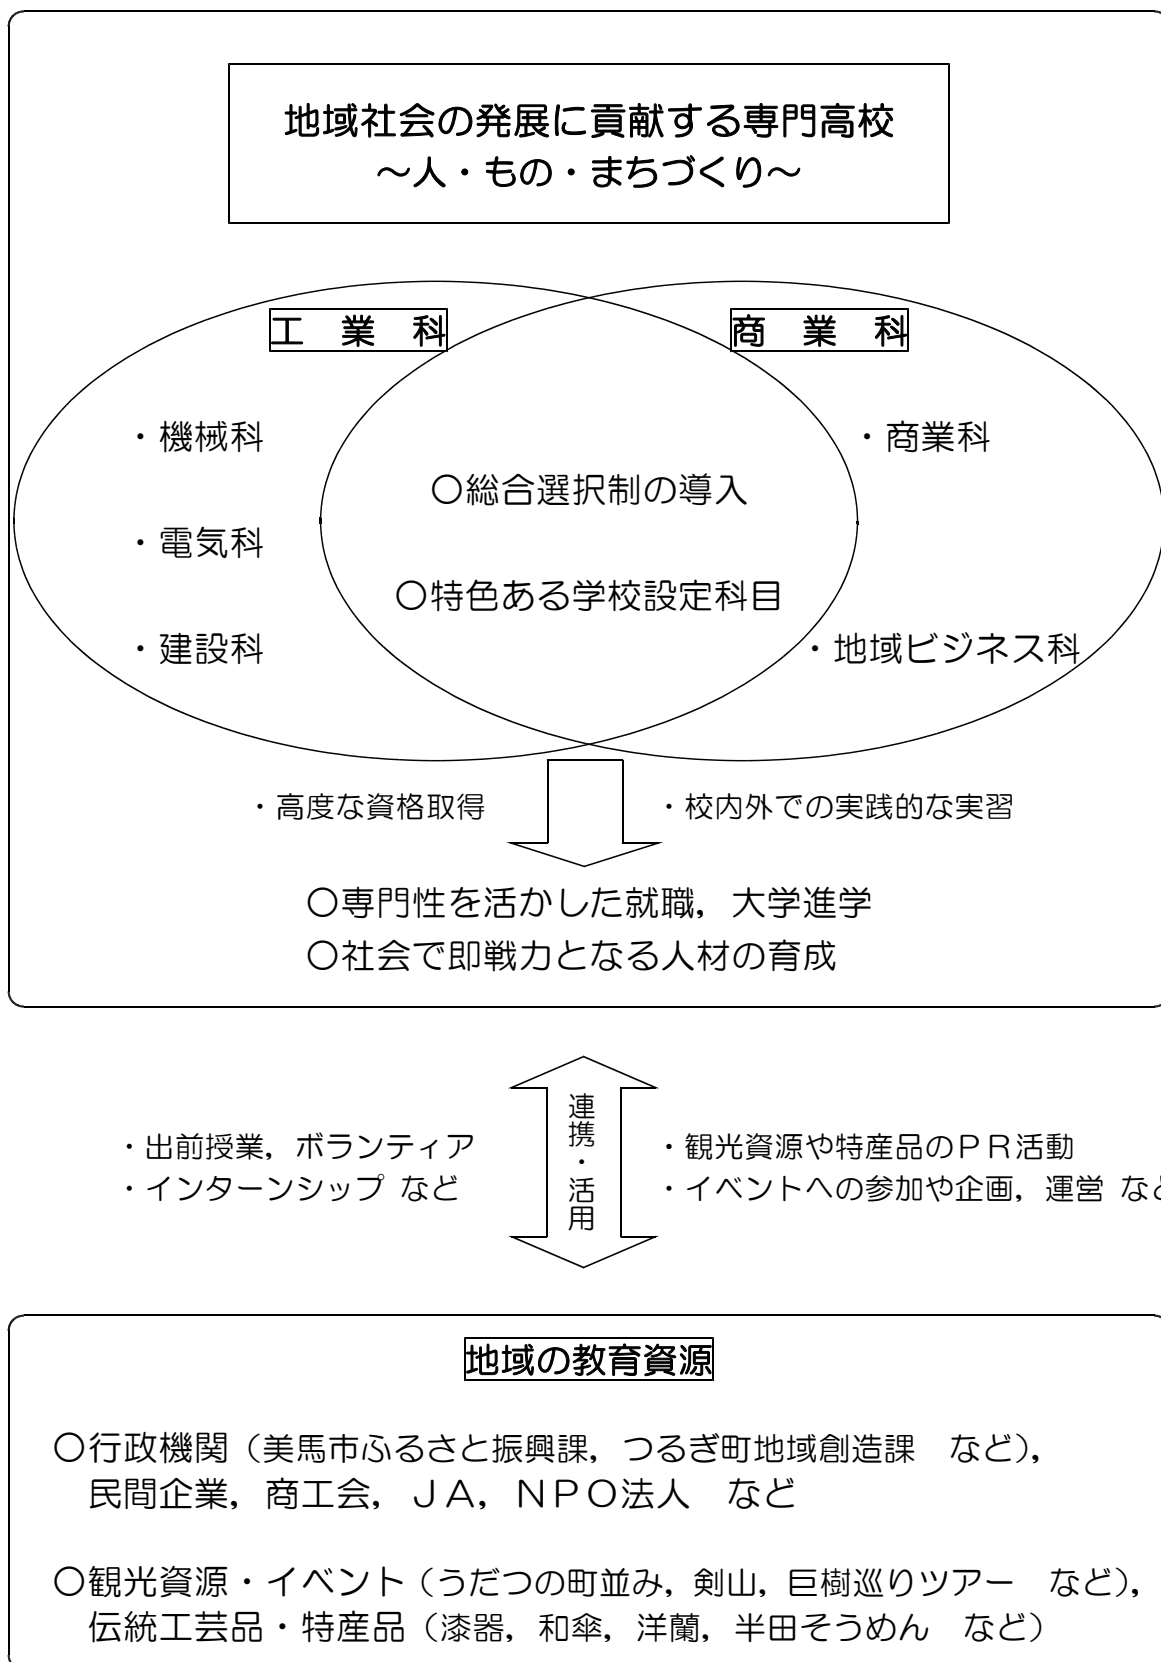 地域社会の発展に貢献する専門高校
～人・もの・まちづくり～
工　業　科
商　業　科
・機械科
・商業科
○総合選択制の導入
・電気科
○特色ある学校設定科目
・建設科
・地域ビジネス科
・高度な資格取得
・校内外での実践的な実習
○専門性を活かした就職，大学進学
○社会で即戦力となる人材の育成
連携・活用
・出前授業，ボランティア
・インターンシップ など
・観光資源や特産品のＰＲ活動
・イベントへの参加や企画，運営 など
地域の教育資源
○行政機関（美馬市ふるさと振興課，つるぎ町地域創造課　など），
民間企業，商工会，ＪＡ，ＮＰＯ法人　など
○観光資源・イベント（うだつの町並み，剣山，巨樹巡りツアー　など），
伝統工芸品・特産品（漆器，和傘，洋蘭，半田そうめん　など）